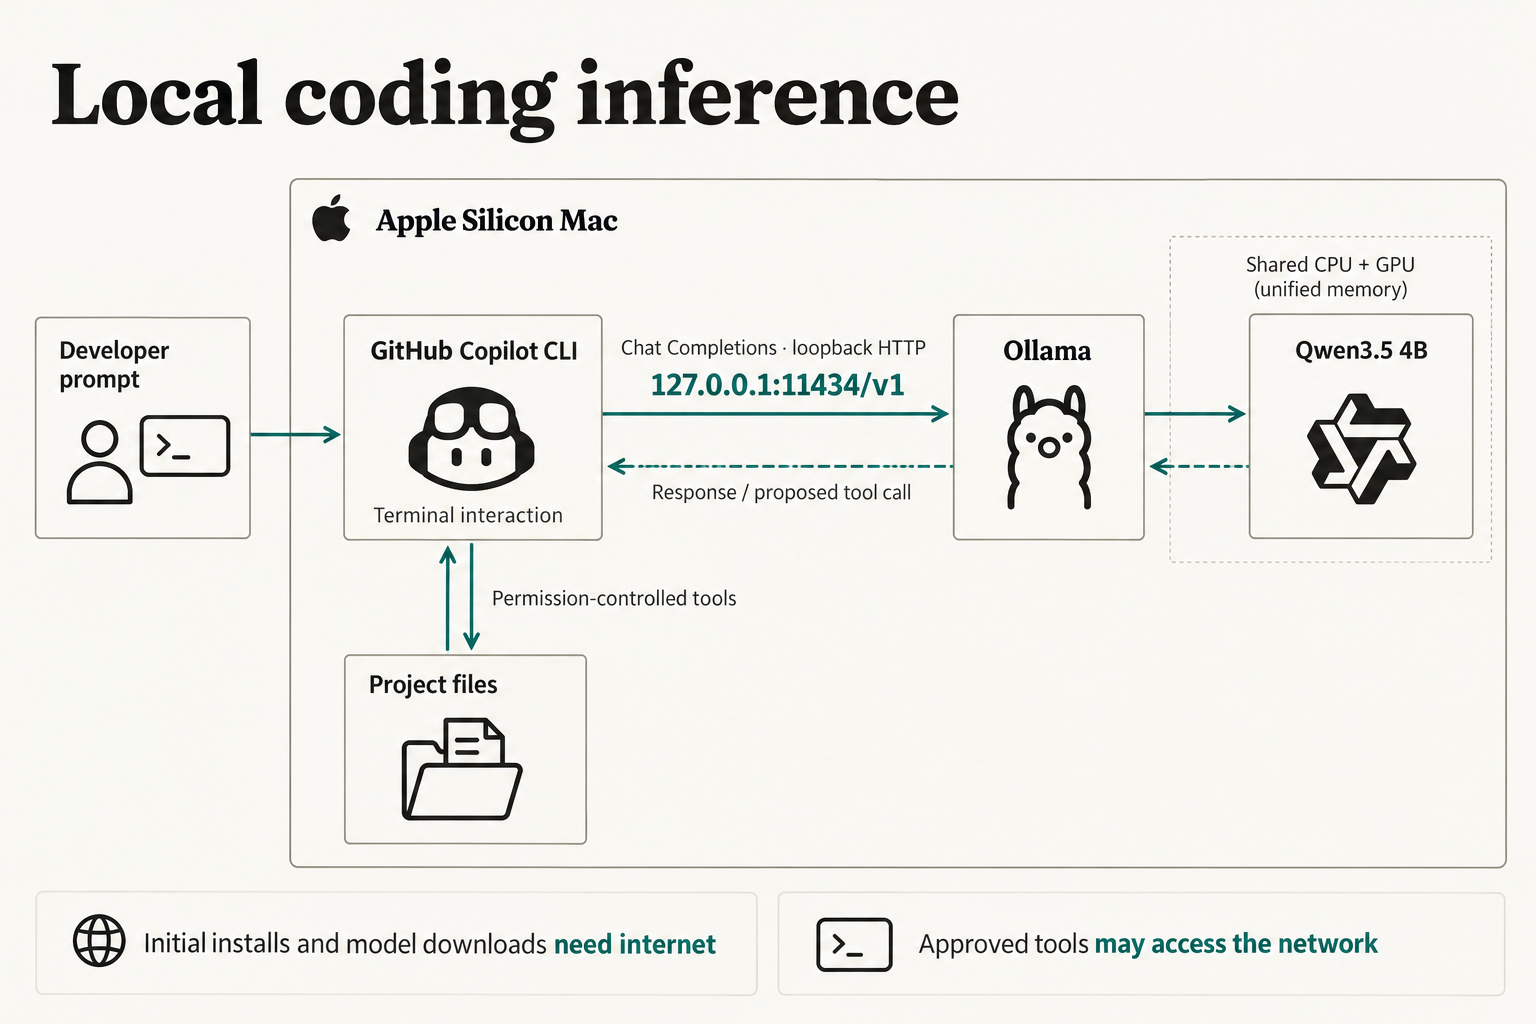 Local coding inference
Apple Silicon Mac
Shared CPU + GPU
(unified memory)
Developer
prompt
>_
GitHub Copilot CLI
Terminal interaction
Chat Completions · loopback HTTP
127.0.0.1:11434/v1
Response / proposed tool call
Ollama
Qwen3.5 4B
Permission-controlled tools
Project files
Initial installs and model downloads need internet
>_
Approved tools may access the network